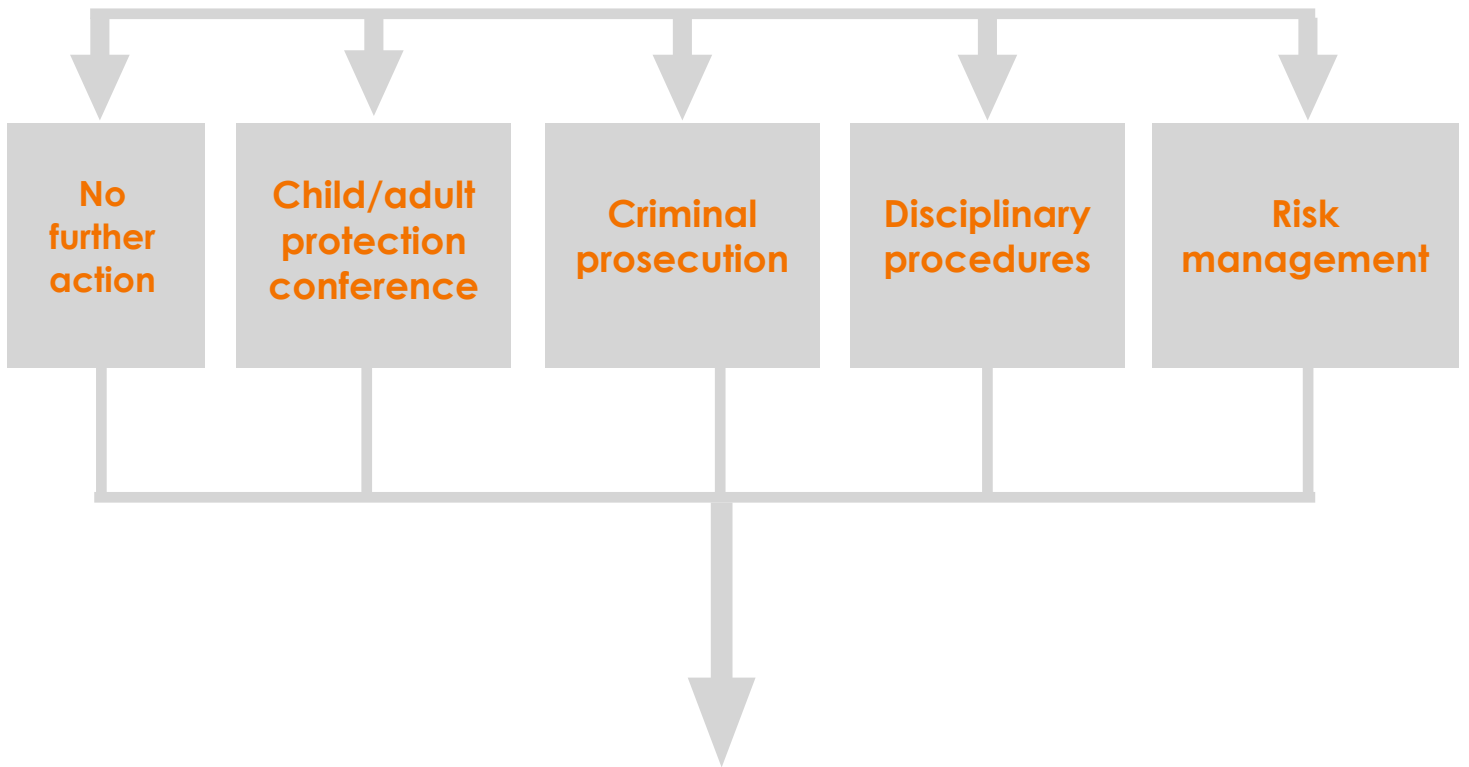 No
further
action
Child/adult
protection
conference
Criminal
prosecution
Disciplinary
procedures
Risk
management